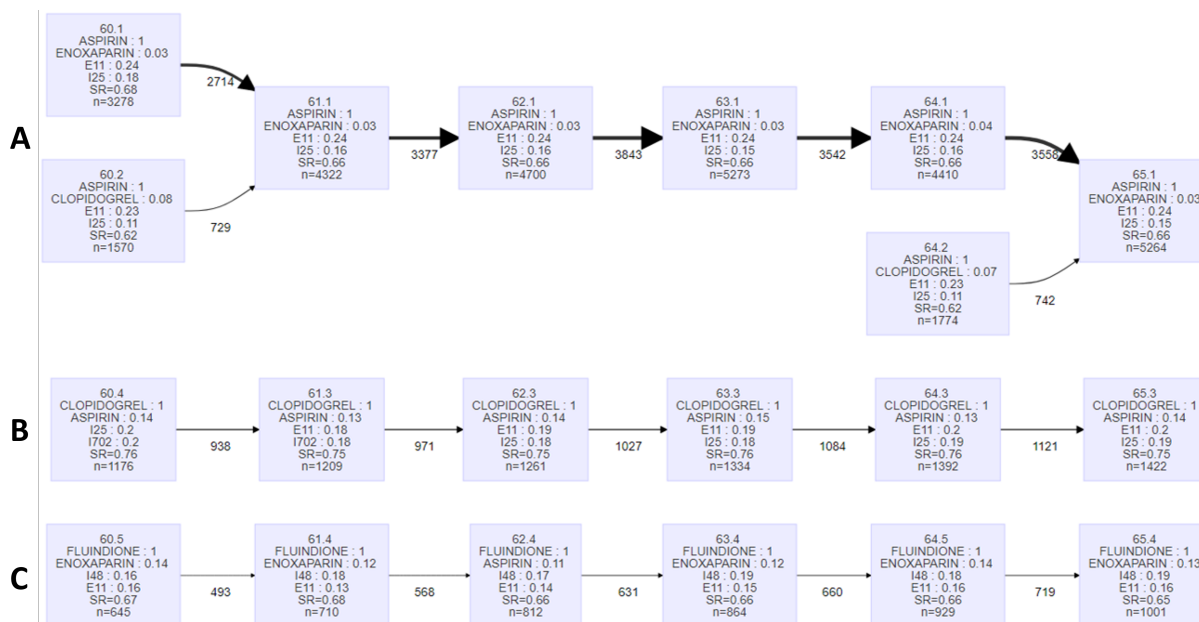 A
60.1
ASPIRIN : 1
ENOXAPARIN : 0.03
E11 : 0.24
I25 : 0.18
SR=0.68
n=3278
2714
60.2
ASPIRIN : 1
CLOPIDOGREL : 0.08
E11 : 0.23
I25 : 0.11
SR=0.62
n=1570
729
61.1
ASPIRIN : 1
ENOXAPARIN : 0.03
E11 : 0.24
I25 : 0.16
SR=0.66
n=4322
3377
62.1
ASPIRIN : 1
ENOXAPARIN : 0.03
E11 : 0.24
I25 : 0.16
SR=0.66
n=4700
3843
63.1
ASPIRIN : 1
ENOXAPARIN : 0.03
E11 : 0.24
I25 : 0.15
SR=0.66
n=5273
3542
64.1
ASPIRIN : 1
ENOXAPARIN : 0.04
E11 : 0.24
I25 : 0.16
SR=0.66
n=4410
3558
64.2
ASPIRIN : 1
CLOPIDOGREL : 0.07
E11 : 0.23
I25 : 0.11
SR=0.62
n=1774
742
65.1
ASPIRIN : 1
ENOXAPARIN : 0.03
E11 : 0.24
I25 : 0.15
SR=0.66
n=5264
B
60.4
CLOPIDOGREL : 1
ASPIRIN : 0.14
I25 : 0.2
I702 : 0.2
SR=0.76
n=1176
938
61.3
CLOPIDOGREL : 1
ASPIRIN : 0.13
E11 : 0.18
I702 : 0.18
SR=0.75
n=1209
971
62.3
CLOPIDOGREL : 1
ASPIRIN : 0.14
E11 : 0.19
I25 : 0.18
SR=0.75
n=1261
1027
63.3
CLOPIDOGREL : 1
ASPIRIN : 0.15
E11 : 0.19
I25 : 0.18
SR=0.76
n=1334
1084
64.3
CLOPIDOGREL : 1
ASPIRIN : 0.13
E11 : 0.2
I25 : 0.19
SR=0.76
n=1392
1121
65.3
CLOPIDOGREL : 1
ASPIRIN : 0.14
E11 : 0.2
I25 : 0.19
SR=0.75
n=1422
C
60.5
FLUINDIONE : 1
ENOXAPARIN : 0.14
I48 : 0.16
E11 : 0.16
SR=0.67
n=645
493
61.4
FLUINDIONE : 1
ENOXAPARIN : 0.12
I48 : 0.18
E11 : 0.13
SR=0.68
n=710
568
62.4
FLUINDIONE : 1
ASPIRIN : 0.11
I48 : 0.17
E11 : 0.14
SR=0.66
n=812
631
63.4
FLUINDIONE : 1
ENOXAPARIN : 0.12
I48 : 0.19
E11 : 0.15
SR=0.66
n=864
660
64.5
FLUINDIONE : 1
ENOXAPARIN : 0.14
I48 : 0.18
E11 : 0.16
SR=0.66
n=929
719
65.4
FLUINDIONE : 1
ENOXAPARIN : 0.13
I48 : 0.19
E11 : 0.16
SR=0.65
n=1001